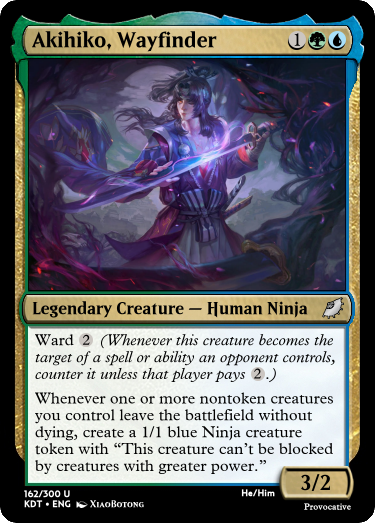 Akihiko, Wayfinder 1
Legendary Creature — Human Ninja
Ward 2 (Whenever this creature becomes the
target of a spell or ability an opponent controls,
counter it unless that player pays 2.)
Whenever one or more nontoken creatures
you control leave the battlefield without
dying, create a 1/1 blue Ninja creature
token with “This creature can’t be blocked
by creatures with greater power.”
3/2
162/300 U He/Him
KDT • ENG XiaoBotong Provocative